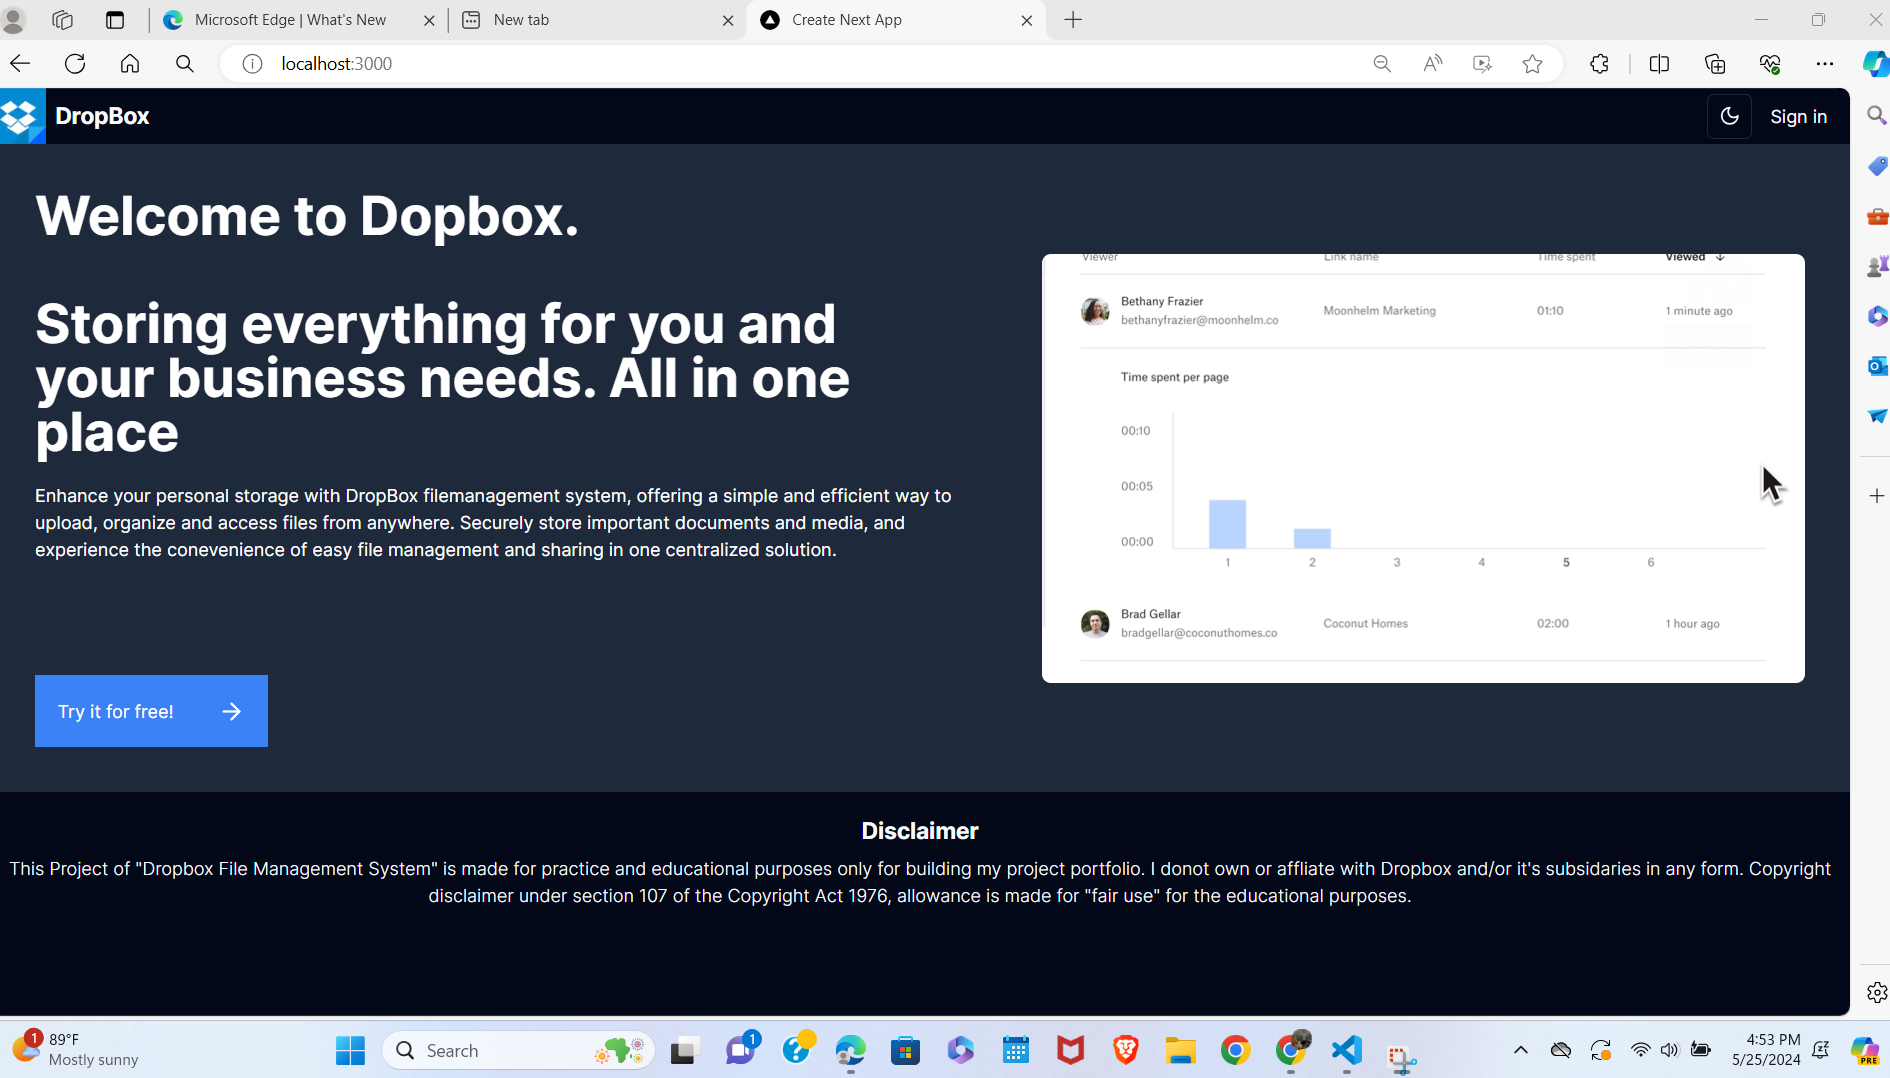 Microsoft Edge | What's New
New tab
Create Next App
localhost:3000
DropBox
Sign in
Welcome to Dopbox.
Storing everything for you and
your business needs. All in one
place
Enhance your personal storage with DropBox filemanagement system, offering a simple and efficient way to
upload, organize and access files from anywhere. Securely store important documents and media, and
experience the conevenience of easy file management and sharing in one centralized solution.
Try it for free!
Viewer Link name Time spent Viewed
Bethany Frazier
bethanyfrazier@moonhelm.co
Moonhelm Marketing 01:10 1 minute ago
Time spent per page
00:10
00:05
00:00
1 2 3 4 5 6
Brad Gellar
bradgellar@coconuthomes.co
Coconut Homes 02:00 1 hour ago
Disclaimer
This Project of "Dropbox File Management System" is made for practice and educational purposes only for building my project portfolio. I donot own or affliate with Dropbox and/or it's subsidaries in any form. Copyright
disclaimer under section 107 of the Copyright Act 1976, allowance is made for "fair use" for the educational purposes.
1
89°F
Mostly sunny
Search
1
4:53 PM
5/25/2024
PRE